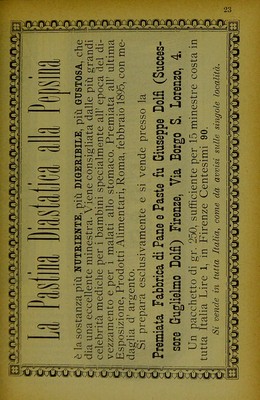 23
La Pastina Diastatica alla Pepsina
è la sostanza più NUTRIENTE, più DIGERIBILE, più GUSTOSA, che
dia una eccellente minestra. Viene consigliata dalle più grandi
celebrità mediche per i bambini specialmente all'epoca del di-
vezzamento e per i malati allo stomaco. Premiata all'ultima
Esposizione, Prodotti Alimentari, Roma, febbraio 1895, con me-
daglia d'argento.
Si prepara esclusivamente e si vende presso la
Premiata Fabbrica di Pane e Paste fu Giuseppe Dolfi (Succes-
sore Guglielmo Dolfi) Firenze, Via Borgo S. Lorenzo, 4.
Un pacchetto di gr. 250, sufficiente per 15 minestre costa in
tutta Italia Lire 1, in Firenze Centesimi 90.
Si vende in tutta Italia, come da avvisi nelle singole località.